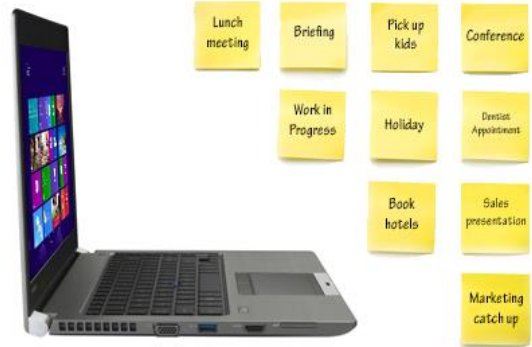 Lunch
meeting
Briefing
Pick up
kids
Conference
Work in
Progress
Holiday
Dentist
Appointment
Book
hotels
Sales
presentation
Marketing
catch up